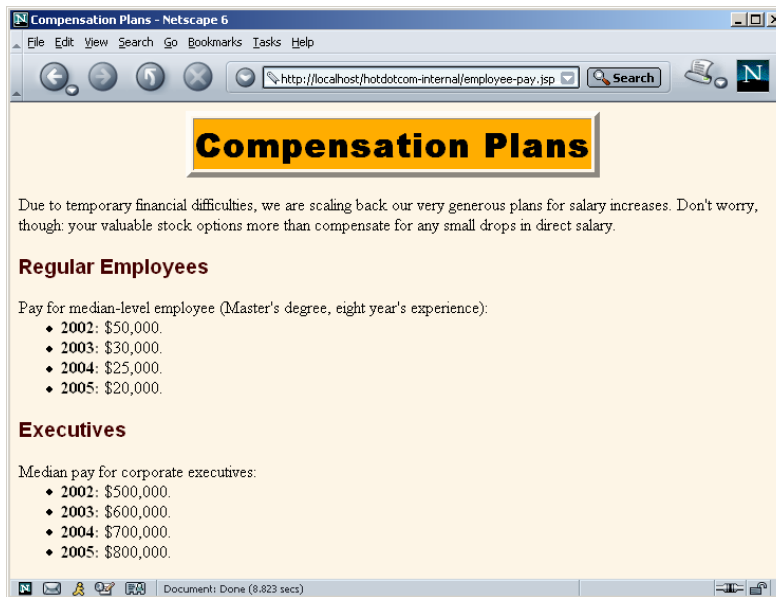 Compensation Plans - Netscape 6
File Edit View Search Go Bookmarks Tasks Help
http://localhost/hotdotcom-internal/employee-pay.jsp Search N
Compensation Plans
Due to temporary financial difficulties, we are scaling back our very generous plans for salary increases. Don't worry,
though: your valuable stock options more than compensate for any small drops in direct salary.
Regular Employees
Pay for median-level employee (Master's degree, eight year's experience):
• 2002: $50,000.
• 2003: $30,000.
• 2004: $25,000.
• 2005: $20,000.
Executives
Median pay for corporate executives:
• 2002: $500,000.
• 2003: $600,000.
• 2004: $700,000.
• 2005: $800,000.
Document: Done (8.823 secs)